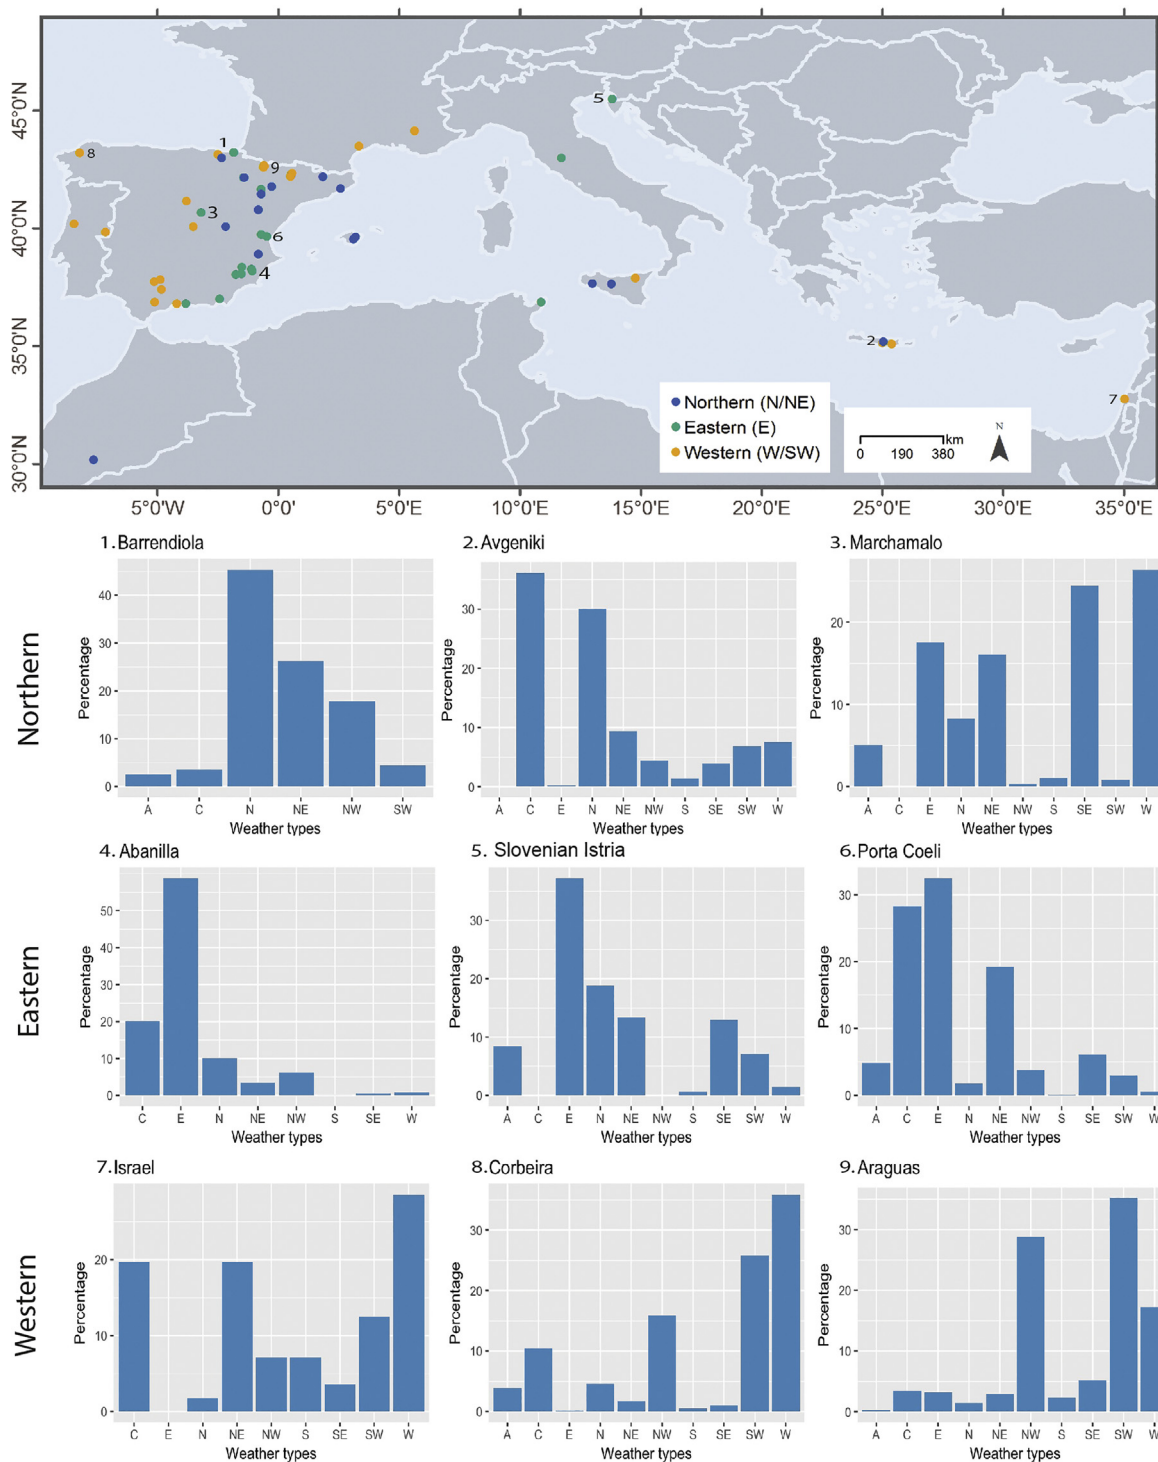 45°0'N
40°0'N
35°0'N
30°0'N
1
2
3
4
5
6
7
8
9
Northern (N/NE)
Eastern (E)
Western (W/SW)
km
0 190 380
N
5°0'W 0°0' 5°0'E 10°0'E 15°0'E 20°0'E 25°0'E 30°0'E 35°0'E
Northern
1. Barrendiola
Percentage
40
30
20
10
0
A C N NE NW SW
Weather types
2. Avgeniki
Percentage
30
20
10
0
A C E N NE NW S SE SW W
Weather types
3. Marchamalo
Percentage
20
10
0
A C E N NE NW S SE SW W
Weather types
Eastern
4. Abanilla
Percentage
50
40
30
20
10
0
C E N NE NW S SE W
Weather types
5. Slovenian Istria
Percentage
30
20
10
0
A C E N NE NW S SE SW W
Weather types
6. Porta Coeli
Percentage
30
20
10
0
A C E N NE NW S SE SW W
Weather types
Western
7. Israel
Percentage
20
10
0
C E N NE NW S SE SW W
Weather types
8. Corbeira
Percentage
30
20
10
0
A C E N NE NW S SE SW W
Weather types
9. Araguas
Percentage
30
20
10
0
A C E N NE NW S SE SW W
Weather types